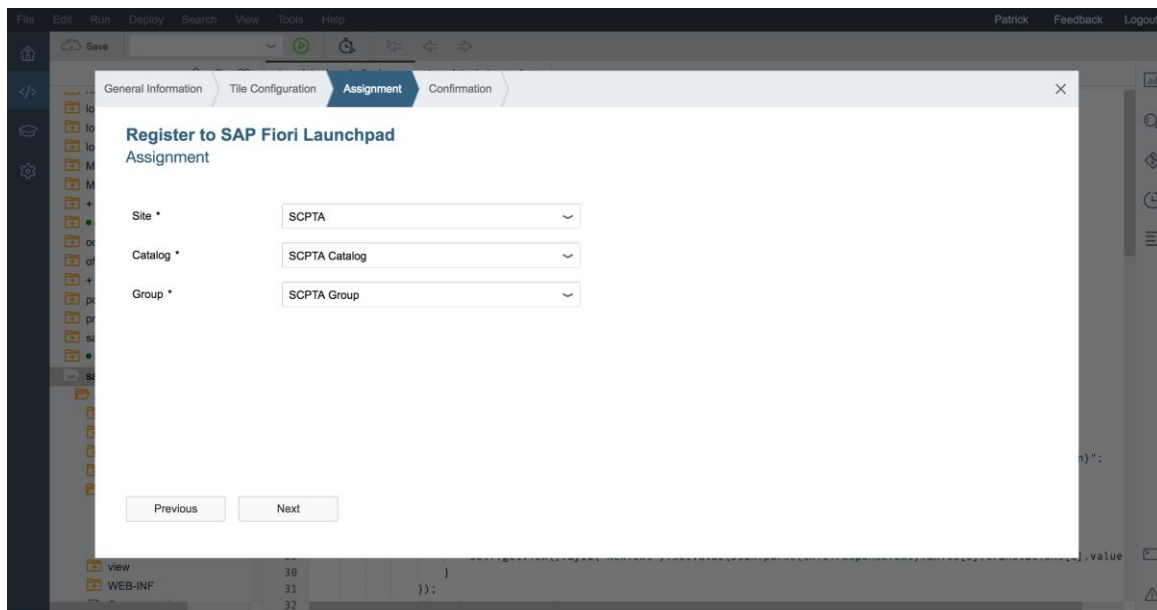 File Edit Run Deploy Search View Tools Help Patrick Feedback Logout
Save
General Information Tile Configuration Assignment Confirmation
Register to SAP Fiori Launchpad
Assignment
Site * SCPTA
Catalog * SCPTA Catalog
Group * SCPTA Group
Previous Next
view
WEB-INF
30 }
31 });
32